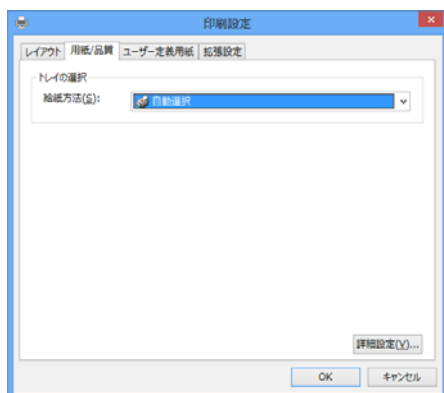 印刷設定
レイアウト 用紙/品質 ユーザー定義用紙 拡張設定
トレイの選択
給紙方法(S): 自動選択
詳細設定(V)...
OK キャンセル